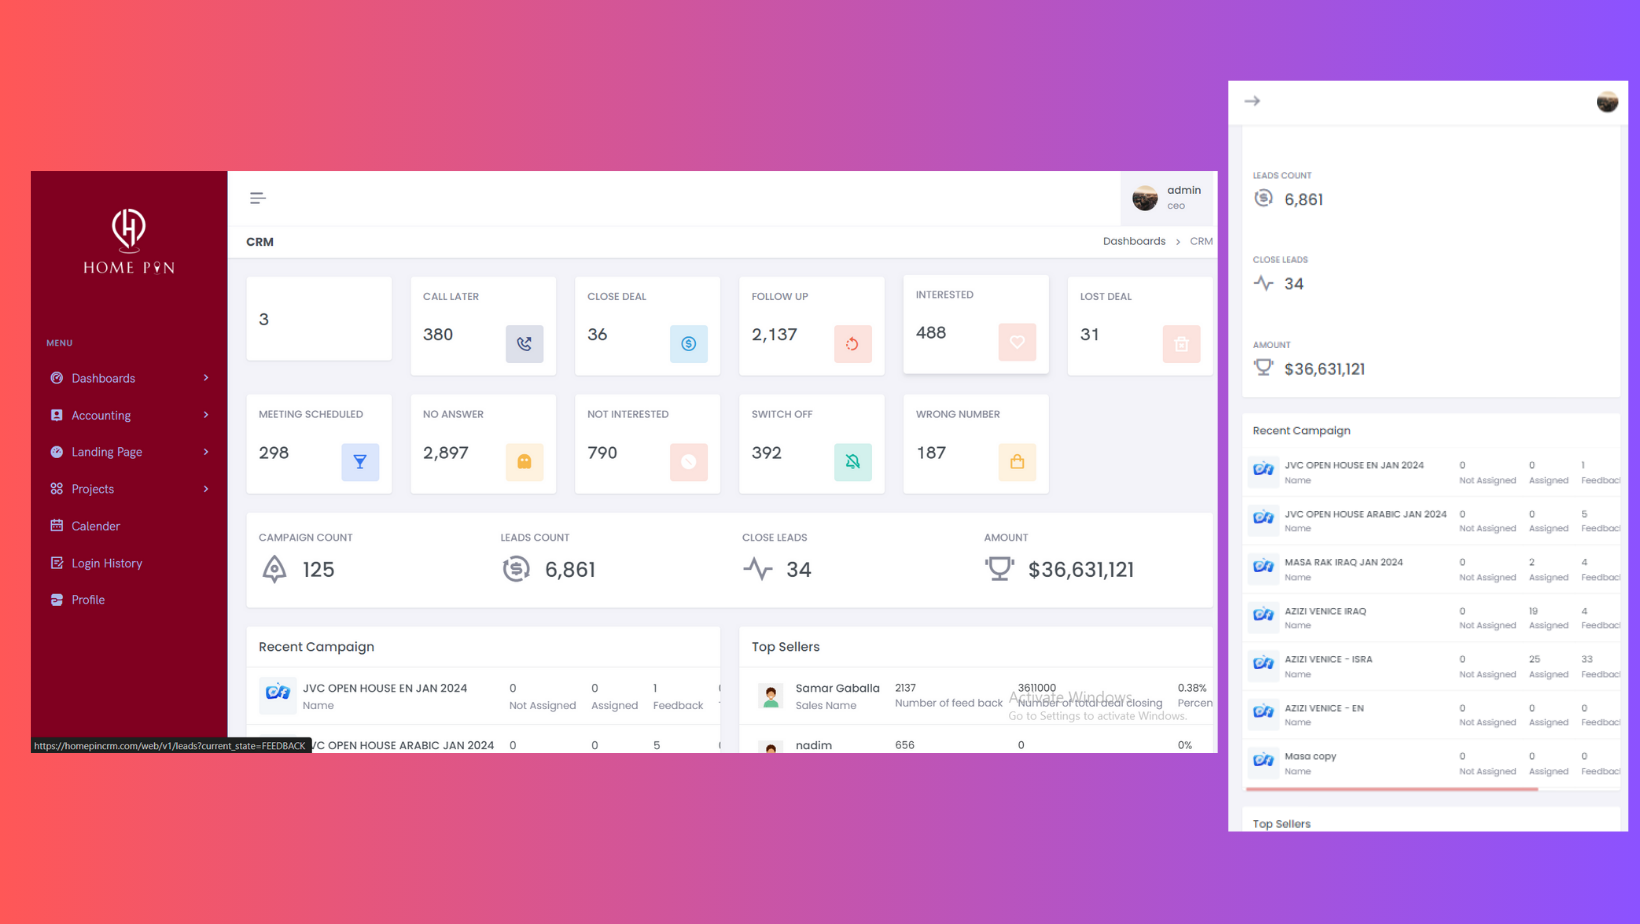 HOME PIN
MENU
Dashboards
Accounting
Landing Page
Projects
Calender
Login History
Profile
https://homepincrm.com/web/v1/leads?current_state=FEEDBACK
admin
ceo
CRM
Dashboards > CRM
3
CALL LATER
380
CLOSE DEAL
36
FOLLOW UP
2,137
INTERESTED
488
LOST DEAL
31
MEETING SCHEDULED
298
NO ANSWER
2,897
NOT INTERESTED
790
SWITCH OFF
392
WRONG NUMBER
187
CAMPAIGN COUNT
125
LEADS COUNT
6,861
CLOSE LEADS
34
AMOUNT
$36,631,121
Recent Campaign
JVC OPEN HOUSE EN JAN 2024 0 0 1
Name Not Assigned Assigned Feedback
JVC OPEN HOUSE ARABIC JAN 2024 0 0 5
Top Sellers
Samar Gaballa 2137 3611000 0.38%
Sales Name Number of feed back Number of total deal closing Percen
nadim 656 0 0%
Activate Windows
Go to Settings to activate Windows.
LEADS COUNT
6,861
CLOSE LEADS
34
AMOUNT
$36,631,121
Recent Campaign
JVC OPEN HOUSE EN JAN 2024 0 0 1
Name Not Assigned Assigned Feedbac
JVC OPEN HOUSE ARABIC JAN 2024 0 0 5
Name Not Assigned Assigned Feedbac
MASA RAK IRAQ JAN 2024 0 2 4
Name Not Assigned Assigned Feedbac
AZIZI VENICE IRAQ 0 19 4
Name Not Assigned Assigned Feedbac
AZIZI VENICE - ISRA 0 25 33
Name Not Assigned Assigned Feedbac
AZIZI VENICE - EN 0 0 0
Name Not Assigned Assigned Feedbac
Masa copy 0 0 0
Name Not Assigned Assigned Feedbac
Top Sellers